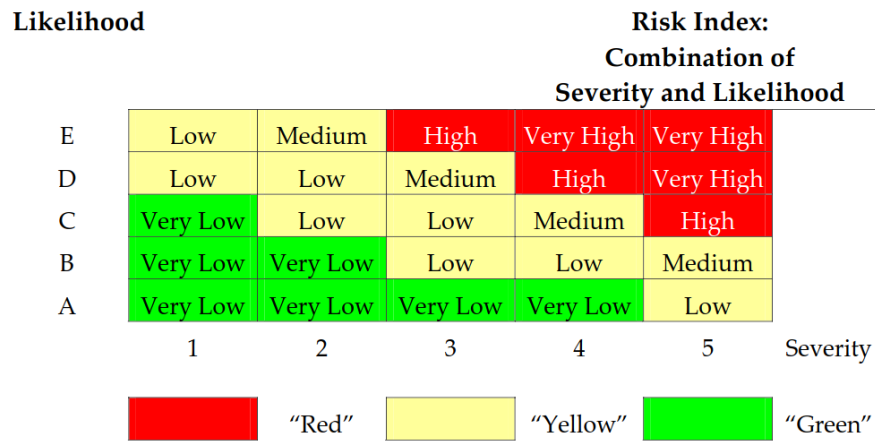 Likelihood
Risk Index:
Combination of
Severity and Likelihood
E Low Medium High Very High Very High
D Low Low Medium High Very High
C Very Low Low Low Medium High
B Very Low Very Low Low Low Medium
A Very Low Very Low Very Low Very Low Low
1 2 3 4 5 Severity
“Red” “Yellow” “Green”